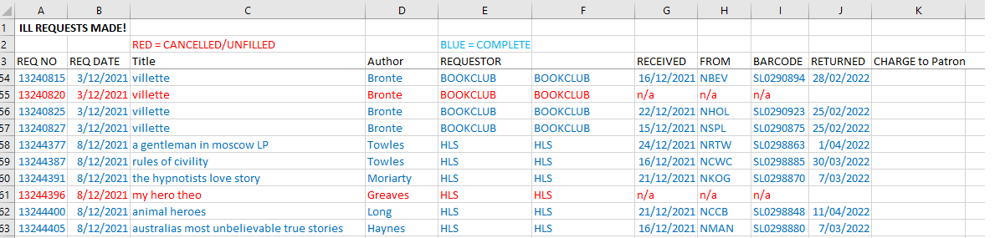 A B C D E F G H I J K
1 ILL REQUESTS MADE!
2 RED = CANCELLED/UNFILLED BLUE = COMPLETE
3 REQ NO REQ DATE Title Author REQUESTOR RECEIVED FROM BARCODE RETURNED CHARGE to Patron
54 13240815 3/12/2021 villette Bronte BOOKCLUB BOOKCLUB 16/12/2021 NBEV SL0290894 28/02/2022
55 13240820 3/12/2021 villette Bronte BOOKCLUB BOOKCLUB n/a n/a n/a
56 13240825 3/12/2021 villette Bronte BOOKCLUB BOOKCLUB 22/12/2021 NHOL SL0290923 25/02/2022
57 13240827 3/12/2021 villette Bronte BOOKCLUB BOOKCLUB 15/12/2021 NSPL SL0290875 25/02/2022
58 13244377 8/12/2021 a gentleman in moscow LP Towles HLS HLS 24/12/2021 NRTW SL0298863 1/04/2022
59 13244387 8/12/2021 rules of civility Towles HLS HLS 16/12/2021 NCWC SL0298885 30/03/2022
60 13244391 8/12/2021 the hypnotists love story Moriarty HLS HLS 21/12/2021 NKOG SL0298870 7/03/2022
61 13244396 8/12/2021 my hero theo Greaves HLS HLS n/a n/a n/a
62 13244400 8/12/2021 animal heroes Long HLS HLS 21/12/2021 NCCB SL0298848 11/04/2022
63 13244405 8/12/2021 australias most unbelievable true stories Haynes HLS HLS 16/12/2021 NMAN SL0298880 7/03/2022